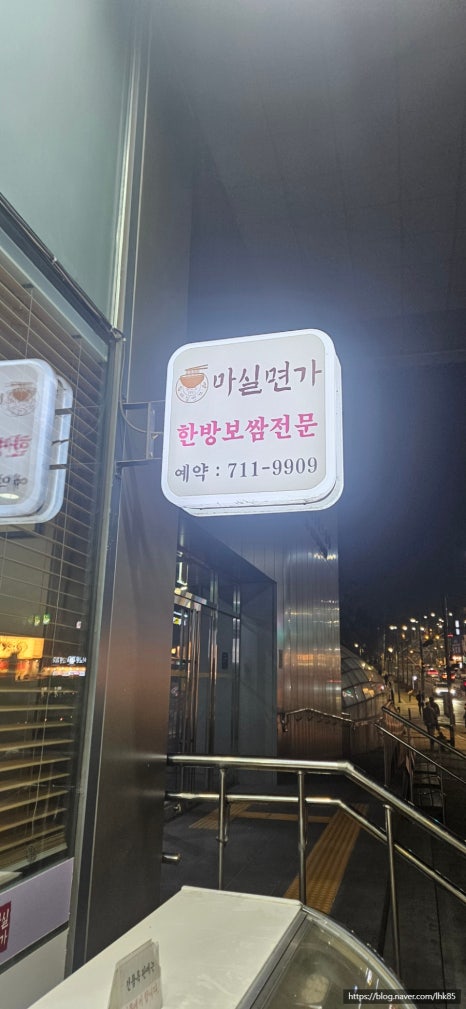 마실면가
한방보쌈전문
예약 : 711-9909
https://blog.naver.com/lhk85